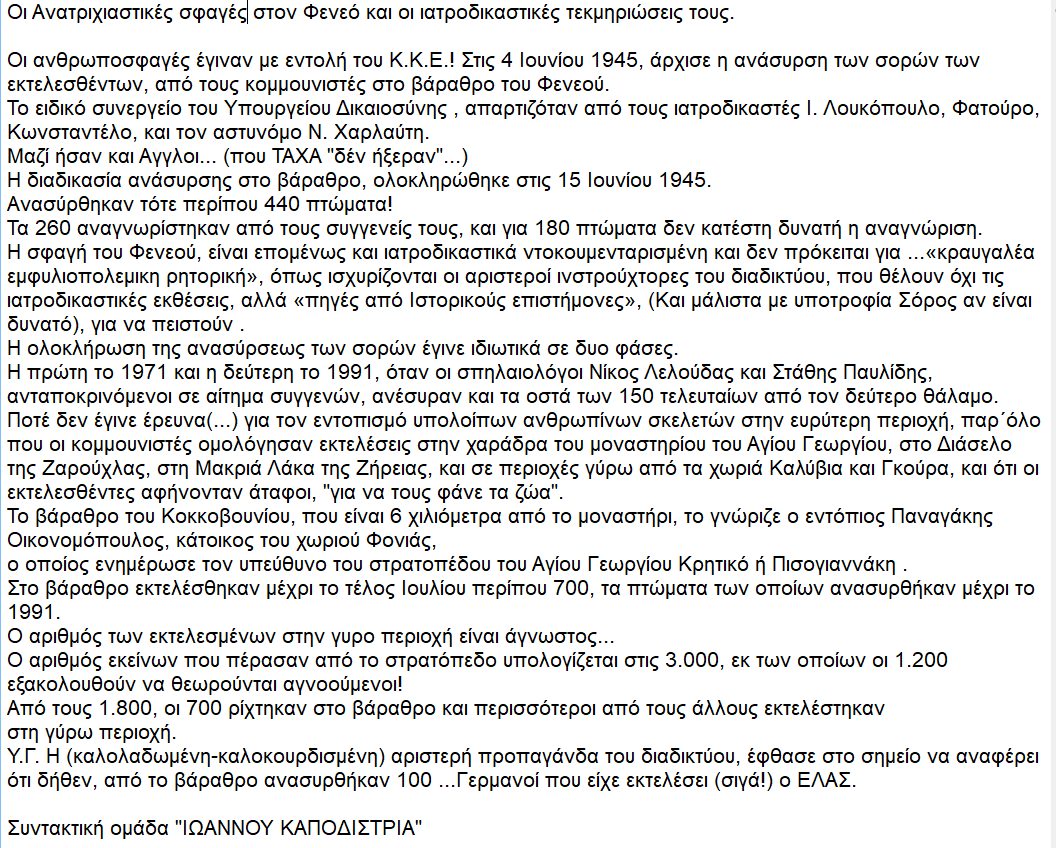 Οι Ανατριχιαστικές σφαγές στον Φενεό και οι ιατροδικαστικές τεκμηριώσεις τους.
Οι ανθρωποσφαγές έγιναν με εντολή του Κ.Κ.Ε.! Στις 4 Ιουνίου 1945, άρχισε η ανάσυρση των σορών των
εκτελεσθέντων, από τους κομμουνιστές στο βάραθρο του Φενεού.
Το ειδικό συνεργείο του Υπουργείου Δικαιοσύνης , απαρτιζόταν από τους ιατροδικαστές Ι. Λουκόπουλο, Φατούρο,
Κωνσταντέλο, και τον αστυνόμο Ν. Χαρλαύτη.
Μαζί ήσαν και Αγγλοι... (που ΤΑΧΑ "δέν ήξεραν"...)
Η διαδικασία ανάσυρσης στο βάραθρο, ολοκληρώθηκε στις 15 Ιουνίου 1945.
Ανασύρθηκαν τότε περίπου 440 πτώματα!
Τα 260 αναγνωρίστηκαν από τους συγγενείς τους, και για 180 πτώματα δεν κατέστη δυνατή η αναγνώριση.
Η σφαγή του Φενεού, είναι επομένως και ιατροδικαστικά ντοκουμενταρισμένη και δεν πρόκειται για ...«κραυγαλέα
εμφυλιοπολεμικη ρητορική», όπως ισχυρίζονται οι αριστεροί ινστρούχτορες του διαδικτύου, που θέλουν όχι τις
ιατροδικαστικές εκθέσεις, αλλά «πηγές από Ιστορικούς επιστήμονες», (Και μάλιστα με υποτροφία Σόρος αν είναι
δυνατό), για να πειστούν .
Η ολοκλήρωση της ανασύρσεως των σορών έγινε ιδιωτικά σε δυο φάσες.
Η πρώτη το 1971 και η δεύτερη το 1991, όταν οι σπηλαιολόγοι Νίκος Λελούδας και Στάθης Παυλίδης,
ανταποκρινόμενοι σε αίτημα συγγενών, ανέσυραν και τα οστά των 150 τελευταίων από τον δεύτερο θάλαμο.
Ποτέ δεν έγινε έρευνα(...) για τον εντοπισμό υπολοίπων ανθρωπίνων σκελετών στην ευρύτερη περιοχή, παρ΄όλο
που οι κομμουνιστές ομολόγησαν εκτελέσεις στην χαράδρα του μοναστηρίου του Αγίου Γεωργίου, στο Διάσελο
της Ζαρούχλας, στη Μακριά Λάκα της Ζήρειας, και σε περιοχές γύρω από τα χωριά Καλύβια και Γκούρα, και ότι οι
εκτελεσθέντες αφήνονταν άταφοι, "για να τους φάνε τα ζώα".
Το βάραθρο του Κοκκοβουνίου, που είναι 6 χιλιόμετρα από το μοναστήρι, το γνώριζε ο εντόπιος Παναγάκης
Οικονομόπουλος, κάτοικος του χωριού Φονιάς,
ο οποίος ενημέρωσε τον υπεύθυνο του στρατοπέδου του Αγίου Γεωργίου Κρητικό ή Πισογιαννάκη .
Στο βάραθρο εκτελέσθηκαν μέχρι το τέλος Ιουλίου περίπου 700, τα πτώματα των οποίων ανασυρθήκαν μέχρι το
1991.
Ο αριθμός των εκτελεσμένων στην γυρο περιοχή είναι άγνωστος...
Ο αριθμός εκείνων που πέρασαν από το στρατόπεδο υπολογίζεται στις 3.000, εκ των οποίων οι 1.200
εξακολουθούν να θεωρούνται αγνοούμενοι!
Από τους 1.800, οι 700 ρίχτηκαν στο βάραθρο και περισσότεροι από τους άλλους εκτελέστηκαν
στη γύρω περιοχή.
Υ.Γ. Η (καλολαδωμένη-καλοκουρδισμένη) αριστερή προπαγάνδα του διαδικτύου, έφθασε στο σημείο να αναφέρει
ότι δήθεν, από το βάραθρο ανασυρθήκαν 100 ...Γερμανοί που είχε εκτελέσει (σιγά!) ο ΕΛΑΣ.
Συντακτική ομάδα "ΙΩΑΝΝΟΥ ΚΑΠΟΔΙΣΤΡΙΑ"